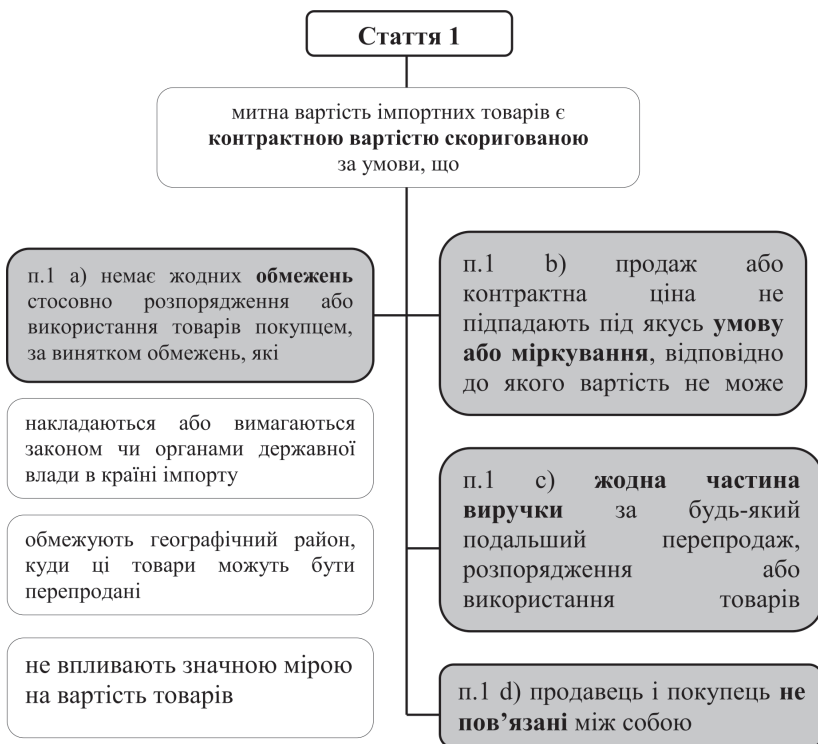 Стаття 1
митна вартість імпортних товарів є
контрактною вартістю скоригованою
за умови, що
п.1 а) немає жодних обмежень
стосовно розпорядження або
використання товарів покупцем,
за винятком обмежень, які
накладаються або вимагаються
законом чи органами державної
влади в країні імпорту
обмежують географічний район,
куди ці товари можуть бути
перепродані
не впливають значною мірою
на вартість товарів
п.1 b) продаж або
контрактна ціна не
підпадають під якусь умову
або міркування, відповідно
до якого вартість не може
п.1 c) жодна частина
виручки за будь-який
подальший перепродаж,
розпорядження або
використання товарів
п.1 d) продавець і покупець не
пов’язані між собою